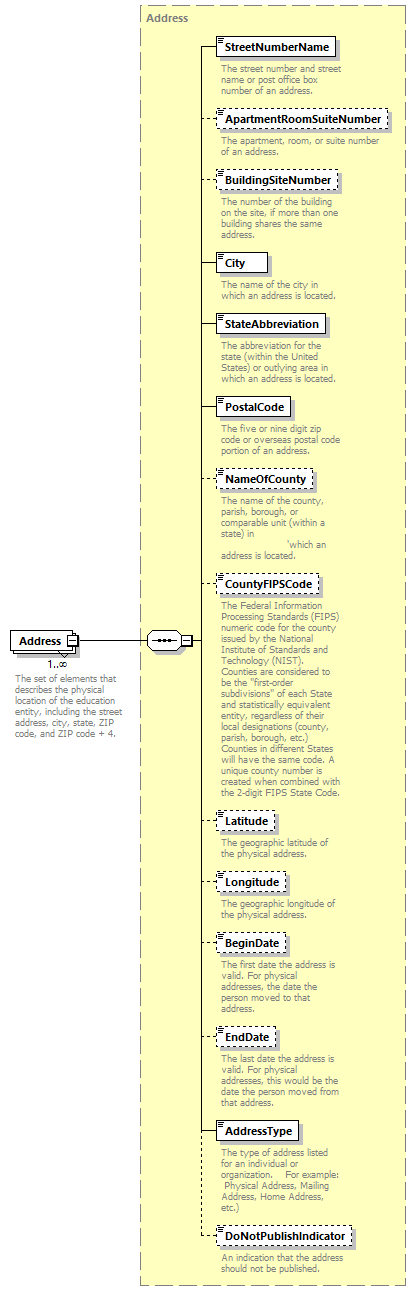 Address
StreetNumberName
The street number and street
name or post office box
number of an address.
ApartmentRoomSuiteNumber
The apartment, room, or suite number
of an address.
BuildingSiteNumber
The number of the building
on the site, if more than one
building shares the same
address.
City
The name of the city in
which an address is located.
StateAbbreviation
The abbreviation for the
state (within the United
States) or outlying area in
which an address is located.
PostalCode
The five or nine digit zip
code or overseas postal code
portion of an address.
NameOfCounty
The name of the county,
parish, borough, or
comparable unit (within a
state) in
'which an
address is located.
CountyFIPSCode
The Federal Information
Processing Standards (FIPS)
numeric code for the county
issued by the National
Institute of Standards and
Technology (NIST).
Counties are considered to
be the "first-order
subdivisions" of each State
and statistically equivalent
entity, regardless of their
local designations (county,
parish, borough, etc.)
Counties in different States
will have the same code. A
unique county number is
created when combined with
the 2-digit FIPS State Code.
Address
1..∞
The set of elements that
describes the physical
location of the education
entity, including the street
address, city, state, ZIP
code, and ZIP code + 4.
Latitude
The geographic latitude of
the physical address.
Longitude
The geographic longitude of
the physical address.
BeginDate
The first date the address is
valid. For physical
addresses, the date the
person moved to that
address.
EndDate
The last date the address is
valid. For physical
addresses, this would be the
date the person moved from
that address.
AddressType
The type of address listed
for an individual or
organization. For example:
Physical Address, Mailing
Address, Home Address,
etc.)
DoNotPublishIndicator
An indication that the address
should not be published.